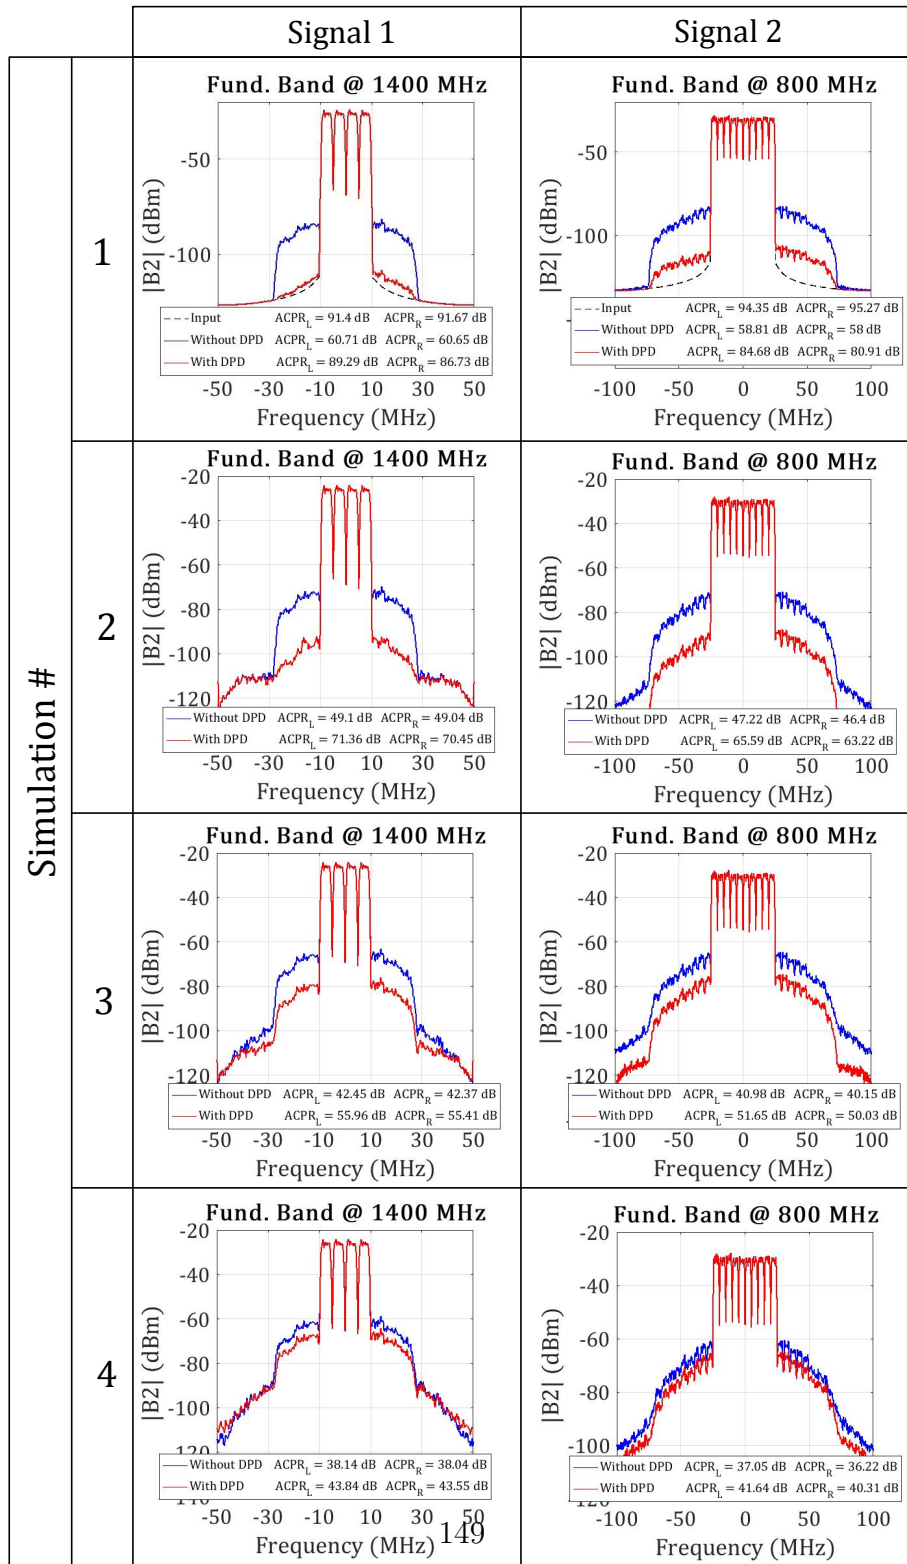 Signal 1 Signal 2
Simulation #
1
Fund. Band @ 1400 MHz
|B2| (dBm)
-50
-100
Input ACPR_L = 91.4 dB ACPR_R = 91.67 dB
Without DPD ACPR_L = 60.71 dB ACPR_R = 60.65 dB
With DPD ACPR_L = 89.29 dB ACPR_R = 86.73 dB
-50 -30 -10 10 30 50
Frequency (MHz)
Fund. Band @ 800 MHz
|B2| (dBm)
-50
-100
Input ACPR_L = 94.35 dB ACPR_R = 95.27 dB
Without DPD ACPR_L = 58.81 dB ACPR_R = 58 dB
With DPD ACPR_L = 84.68 dB ACPR_R = 80.91 dB
-100 -50 0 50 100
Frequency (MHz)
2
Fund. Band @ 1400 MHz
|B2| (dBm)
-20
-40
-60
-80
-100
-120
Without DPD ACPR_L = 49.1 dB ACPR_R = 49.04 dB
With DPD ACPR_L = 71.36 dB ACPR_R = 70.45 dB
-50 -30 -10 10 30 50
Frequency (MHz)
Fund. Band @ 800 MHz
|B2| (dBm)
-20
-40
-60
-80
-100
-120
Without DPD ACPR_L = 47.22 dB ACPR_R = 46.4 dB
With DPD ACPR_L = 65.59 dB ACPR_R = 63.22 dB
-100 -50 0 50 100
Frequency (MHz)
3
Fund. Band @ 1400 MHz
|B2| (dBm)
-20
-40
-60
-80
-100
-120
Without DPD ACPR_L = 42.45 dB ACPR_R = 42.37 dB
With DPD ACPR_L = 55.96 dB ACPR_R = 55.41 dB
-50 -30 -10 10 30 50
Frequency (MHz)
Fund. Band @ 800 MHz
|B2| (dBm)
-20
-40
-60
-80
-100
-120
Without DPD ACPR_L = 40.98 dB ACPR_R = 40.15 dB
With DPD ACPR_L = 51.65 dB ACPR_R = 50.03 dB
-100 -50 0 50 100
Frequency (MHz)
4
Fund. Band @ 1400 MHz
|B2| (dBm)
-20
-40
-60
-80
-100
Without DPD ACPR_L = 38.14 dB ACPR_R = 38.04 dB
With DPD ACPR_L = 43.84 dB ACPR_R = 43.55 dB
-50 -30 -10 10 30 50
Frequency (MHz)
Fund. Band @ 800 MHz
|B2| (dBm)
-20
-40
-60
-80
-100
Without DPD ACPR_L = 37.05 dB ACPR_R = 36.22 dB
With DPD ACPR_L = 41.64 dB ACPR_R = 40.31 dB
-100 -50 0 50 100
Frequency (MHz)
149